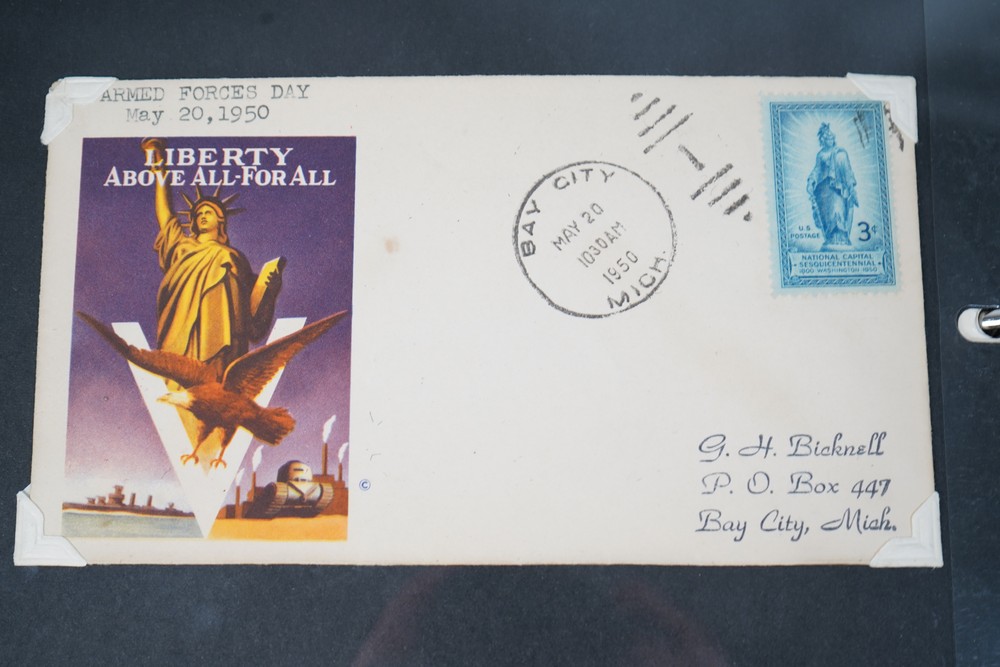 ARMED FORCES DAY
May 20,1950
LIBERTY
ABOVE ALL-FOR ALL
©
BAY CITY
MAY 20
1030AM
1950
MICH.
1
U.S.
POSTAGE
3¢
NATIONAL CAPITAL
SESQUICENTENNIAL
1800 WASHINGTON 1950
G. H. Bicknell
P. O. Box 447
Bay City, Mich.